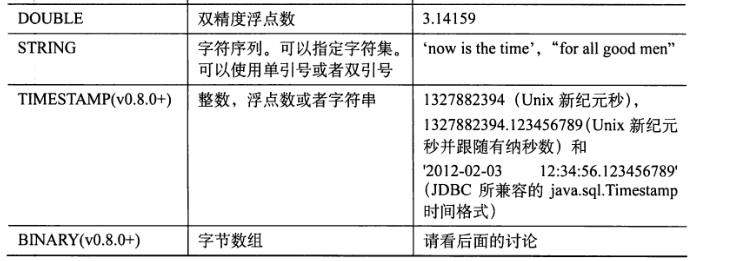 DOUBLE 双精度浮点数 3.14159
STRING 字符序列。可以指定字符集。 ‘now is the time’，“for all good men”
可以使用单引号或者双引号
TIMESTAMP(v0.8.0+) 整数，浮点数或者字符串 1327882394（Unix 新纪元秒），
1327882394.123456789（Unix 新纪元
秒并跟随有纳秒数）和
'2012-02-03 12:34:56.123456789'
（JDBC 所兼容的 java.sql.Timestamp
时间格式）
BINARY(v0.8.0+) 字节数组 请看后面的讨论